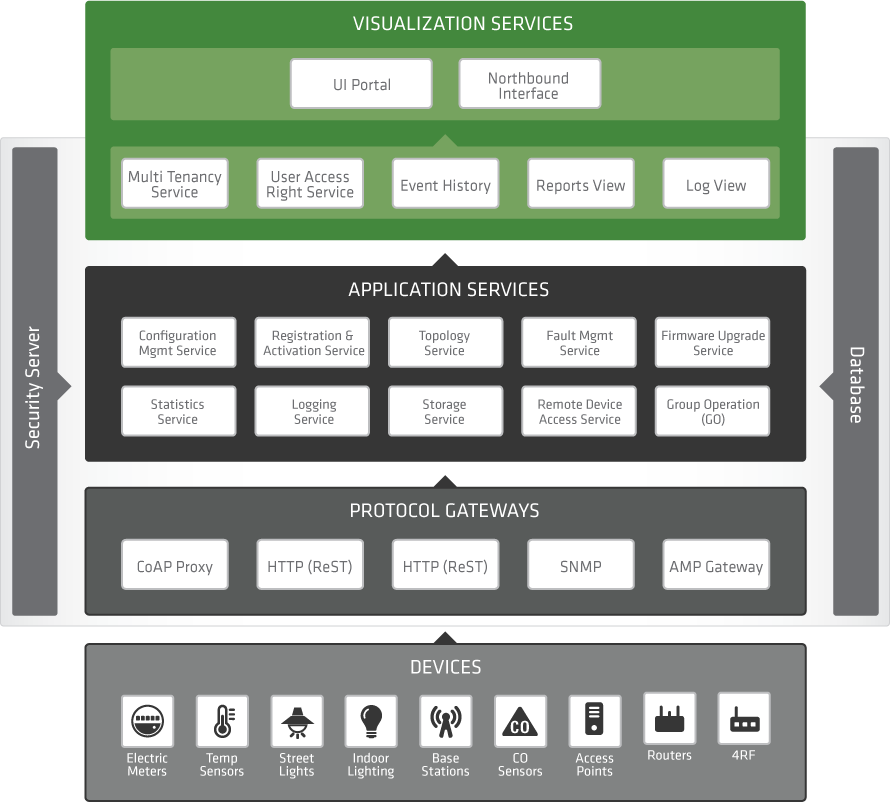 VISUALIZATION SERVICES
UI Portal
Northbound
Interface
Multi Tenancy
Service
User Access
Right Service
Event History
Reports View
Log View
Security Server
Database
APPLICATION SERVICES
Configuration
Mgmt Service
Registration &
Activation Service
Topology
Service
Fault Mgmt
Service
Firmware Upgrade
Service
Statistics
Service
Logging
Service
Storage
Service
Remote Device
Access Service
Group Operation
(GO)
PROTOCOL GATEWAYS
CoAP Proxy
HTTP (ReST)
HTTP (ReST)
SNMP
AMP Gateway
DEVICES
Electric
Meters
Temp
Sensors
Street
Lights
Indoor
Lighting
Base
Stations
CO
CO
Sensors
Access
Points
Routers
4RF